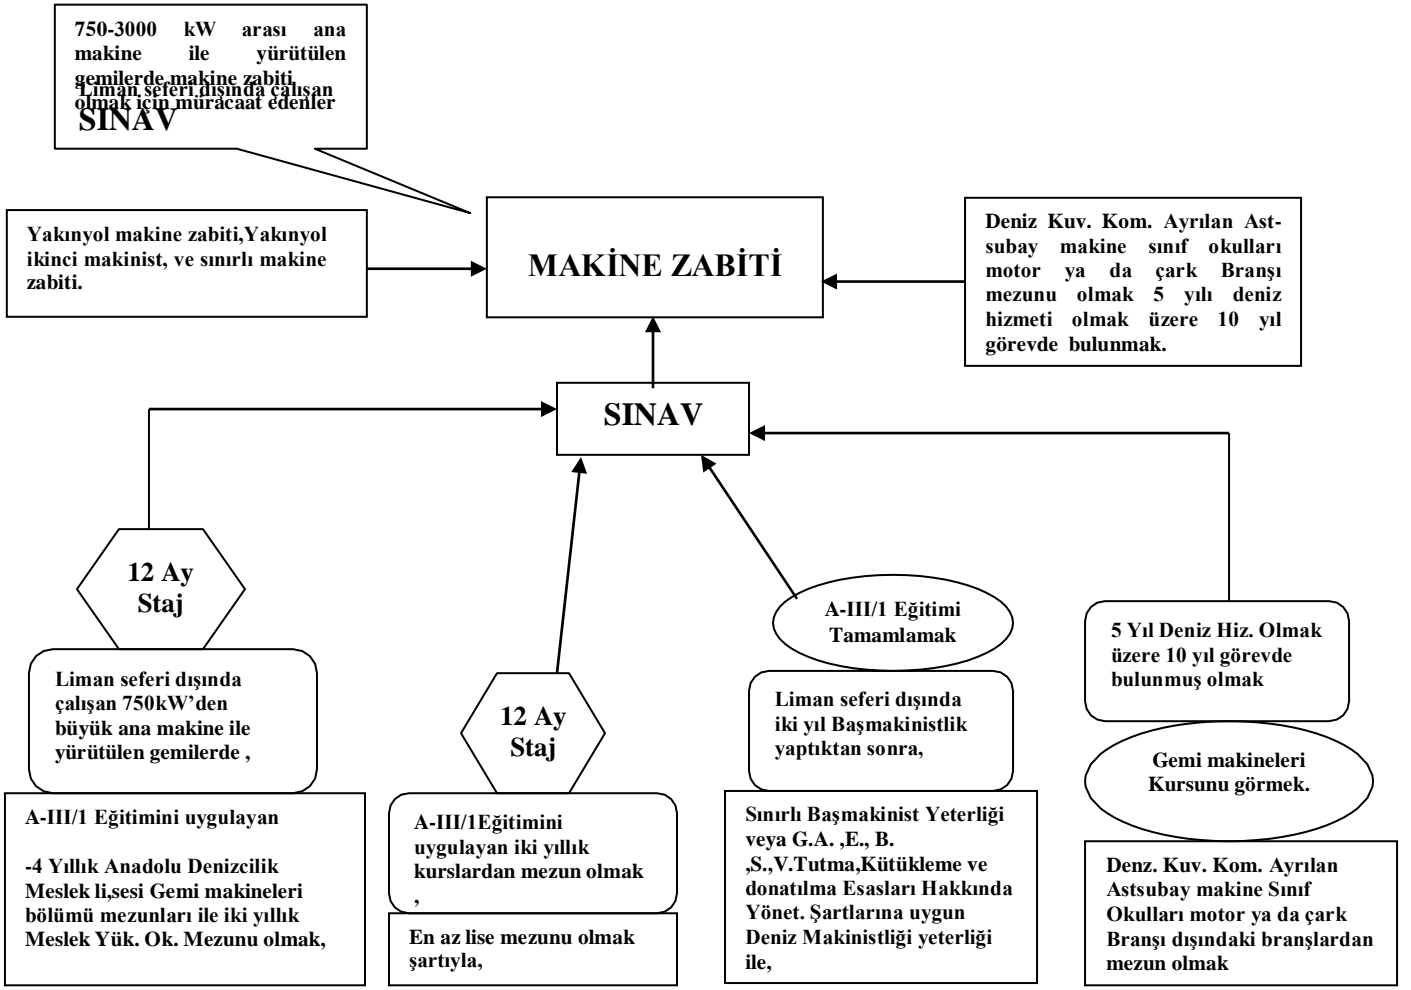 750-3000 kW arası ana
makine ile yürütülen
gemilerde makine zabiti
olmak için müracaat edenler
Liman seferi dışında çalışan
SINAV
Yakınyol makine zabiti,Yakınyol
ikinci makinist, ve sınırlı makine
zabiti.
MAKİNE ZABİTİ
Deniz Kuv. Kom. Ayrılan Ast-
subay makine sınıf okulları
motor ya da çark Branşı
mezunu olmak 5 yılı deniz
hizmeti olmak üzere 10 yıl
görevde bulunmak.
SINAV
12 Ay
Staj
Liman seferi dışında
çalışan 750kW’den
büyük ana makine ile
yürütülen gemilerde ,
A-III/1 Eğitimini uygulayan
-4 Yıllık Anadolu Denizcilik
Meslek li,sesi Gemi makineleri
bölümü mezunları ile iki yıllık
Meslek Yük. Ok. Mezunu olmak,
12 Ay
Staj
A-III/1Eğitimini
uygulayan iki yıllık
kurslardan mezun olmak
,
En az lise mezunu olmak
şartıyla,
A-III/1 Eğitimi
Tamamlamak
Liman seferi dışında
iki yıl Başmakinistlik
yaptıktan sonra,
Sınırlı Başmakinist Yeterliği
veya G.A. ,E., B.
,S.,V.Tutma,Kütükleme ve
donatılma Esasları Hakkında
Yönet. Şartlarına uygun
Deniz Makinistliği yeterliği
ile,
5 Yıl Deniz Hiz. Olmak
üzere 10 yıl görevde
bulunmuş olmak
Gemi makineleri
Kursunu görmek.
Denz. Kuv. Kom. Ayrılan
Astsubay makine Sınıf
Okulları motor ya da çark
Branşı dışındaki branşlardan
mezun olmak